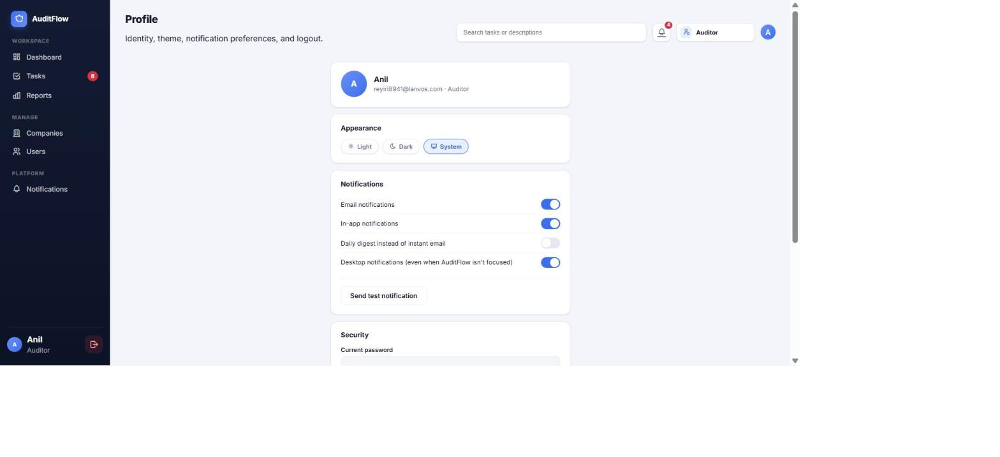 AuditFlow
WORKSPACE
Dashboard
Tasks 8
Reports
MANAGE
Companies
Users
PLATFORM
Notifications
A Anil
Auditor
Profile
Identity, theme, notification preferences, and logout.
Search tasks or descriptions
4
Auditor
A
A
Anil
reyiri8941@lanvos.com · Auditor
Appearance
Light Dark System
Notifications
Email notifications
In-app notifications
Daily digest instead of instant email
Desktop notifications (even when AuditFlow isn't focused)
Send test notification
Security
Current password